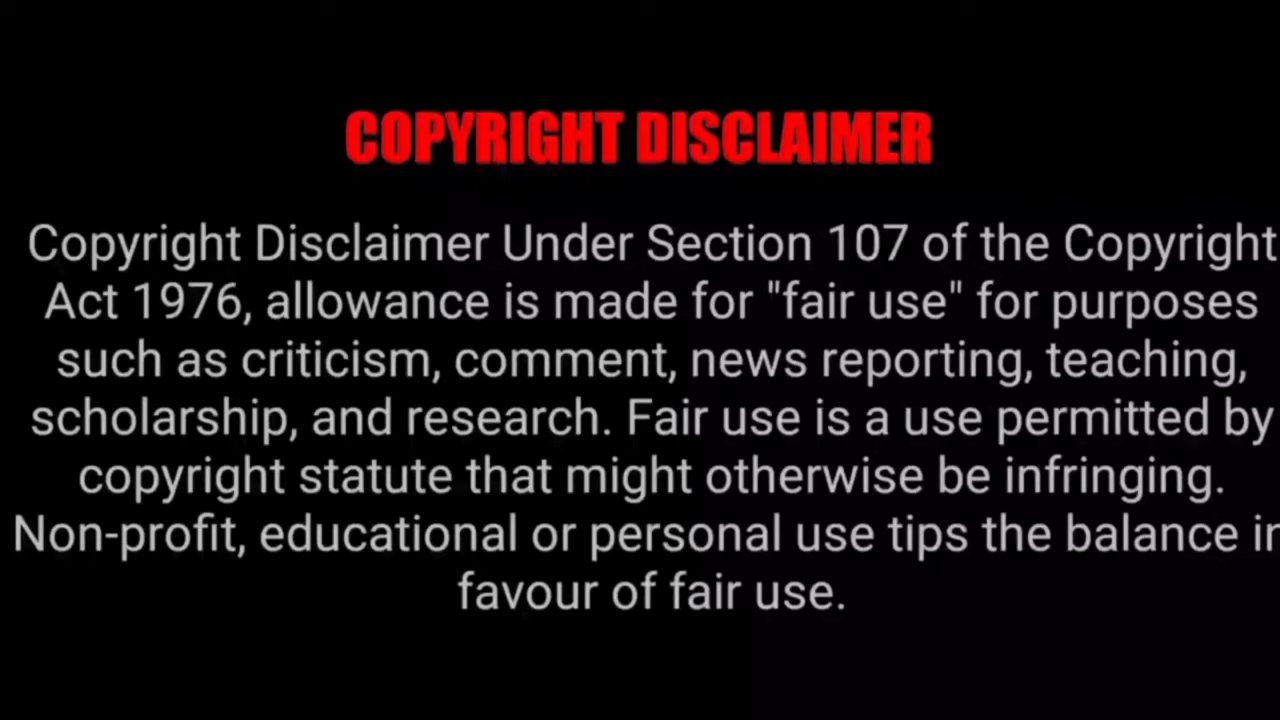 COPYRIGHT DISCLAIMER
Copyright Disclaimer Under Section 107 of the Copyright
Act 1976, allowance is made for "fair use" for purposes
such as criticism, comment, news reporting, teaching,
scholarship, and research. Fair use is a use permitted by
copyright statute that might otherwise be infringing.
Non-profit, educational or personal use tips the balance in
favour of fair use.